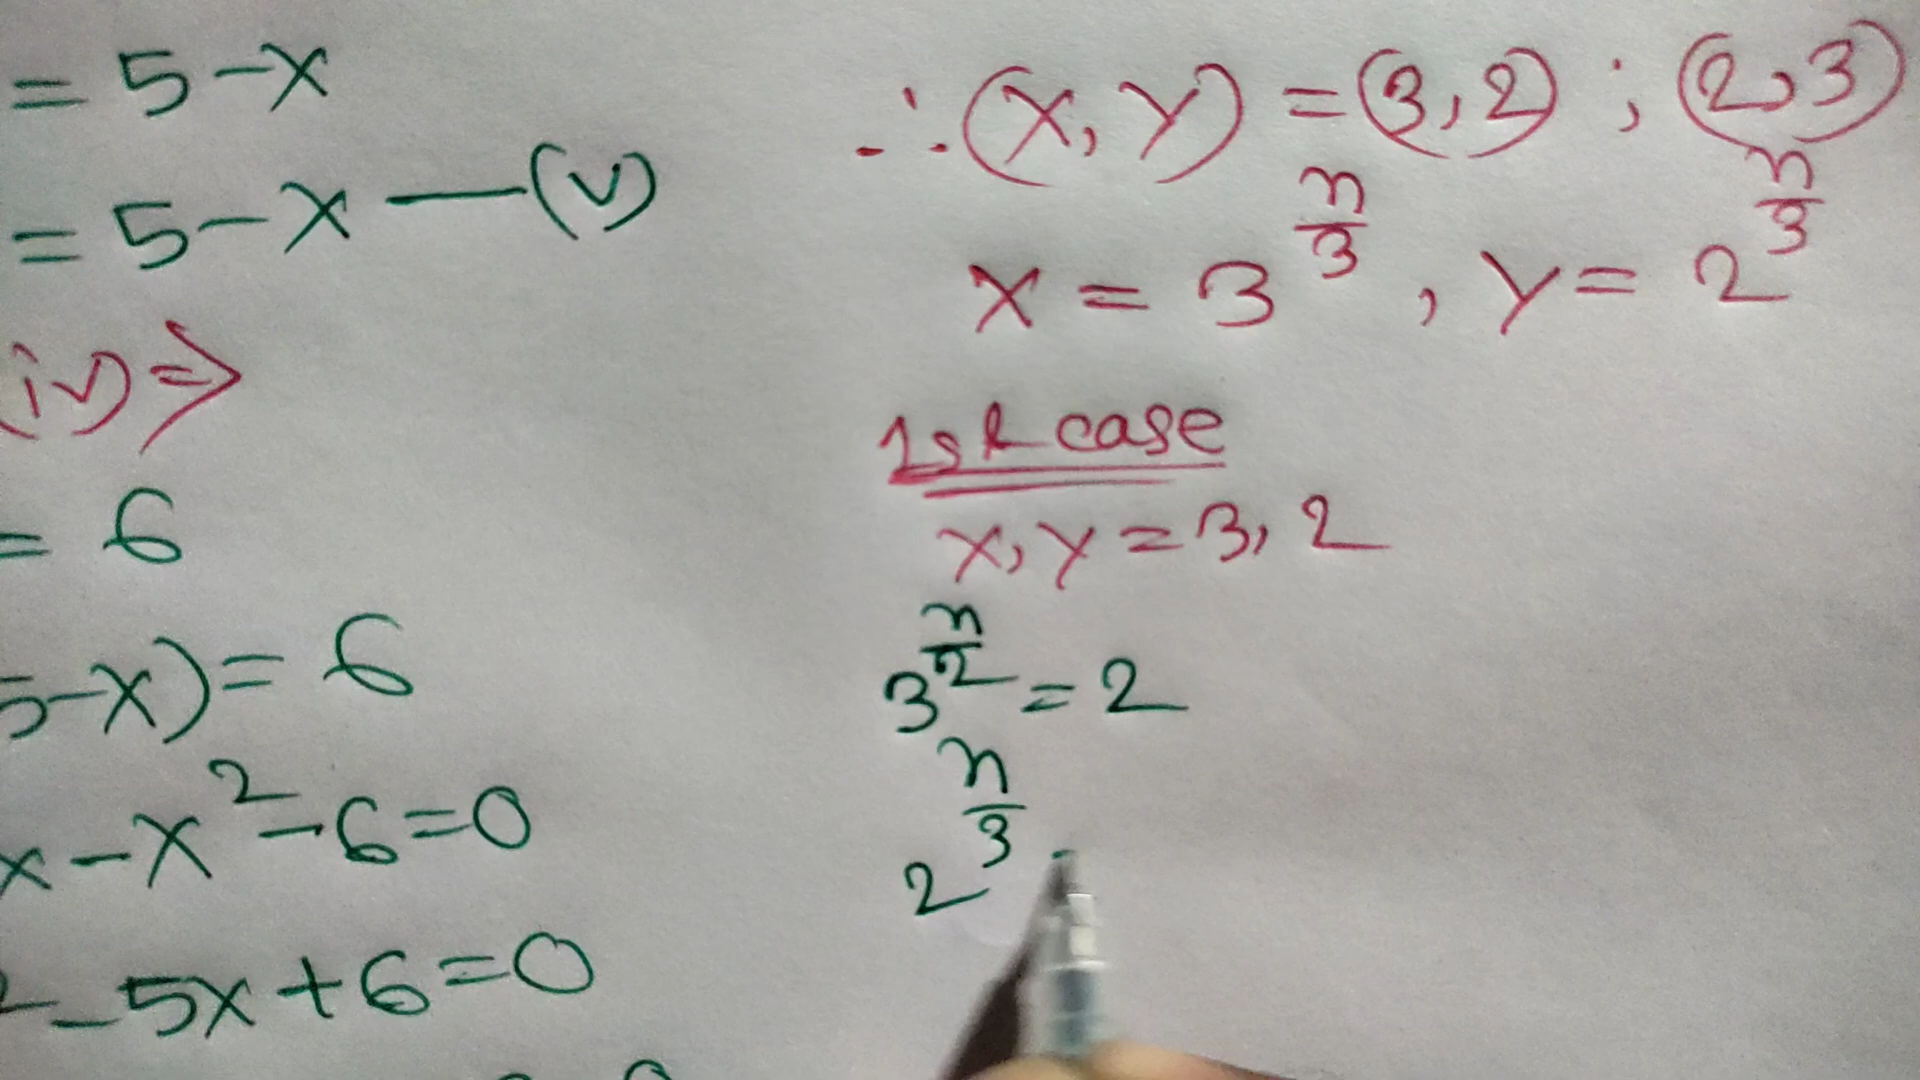 = 5-x
= 5-x —(v)
(iv) ⇒
= 6
5-x) = 6
x - x² - 6 = 0
2 - 5x + 6 = 0
∴ (x, y) = (3, 2) ; (2, 3)
x = 3^(n/3), y = 2^(n/3)
1st case
x, y = 3, 2
3^(n/2) = 2
2^(n/3)